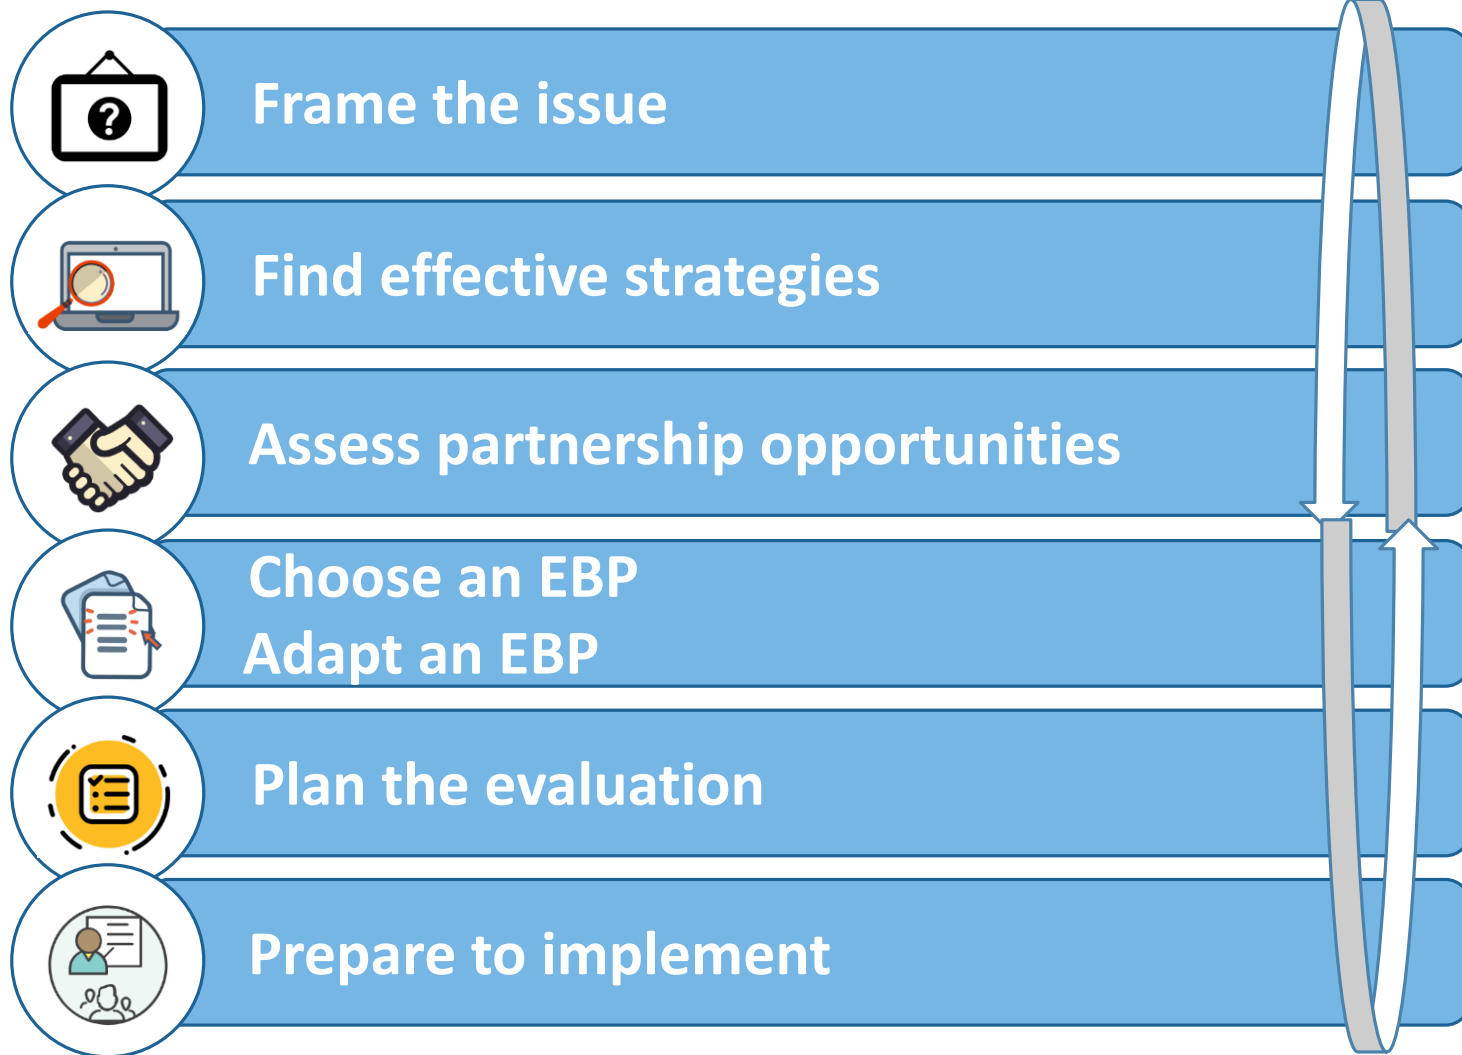 ?
Frame the issue
Find effective strategies
Assess partnership opportunities
Choose an EBP
Adapt an EBP
Plan the evaluation
Prepare to implement